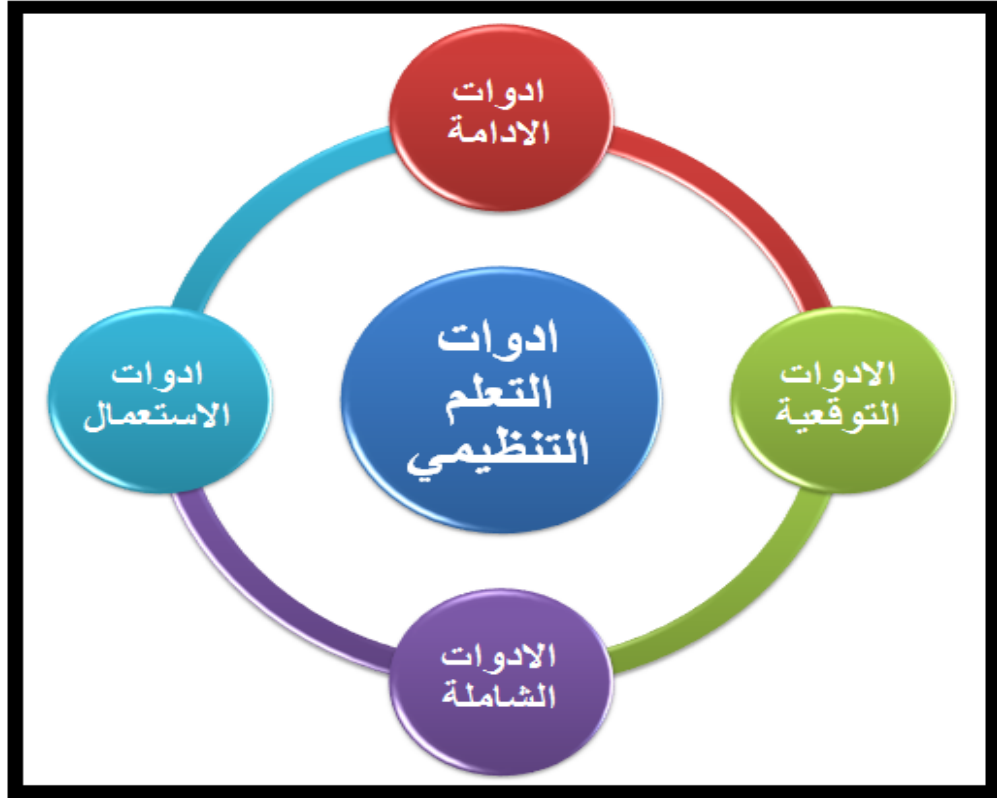 ادوات
الادامة
ادوات
التعلم
التنظيمي
الادوات
التوقعية
ادوات
الاستعمال
الادوات
الشاملة